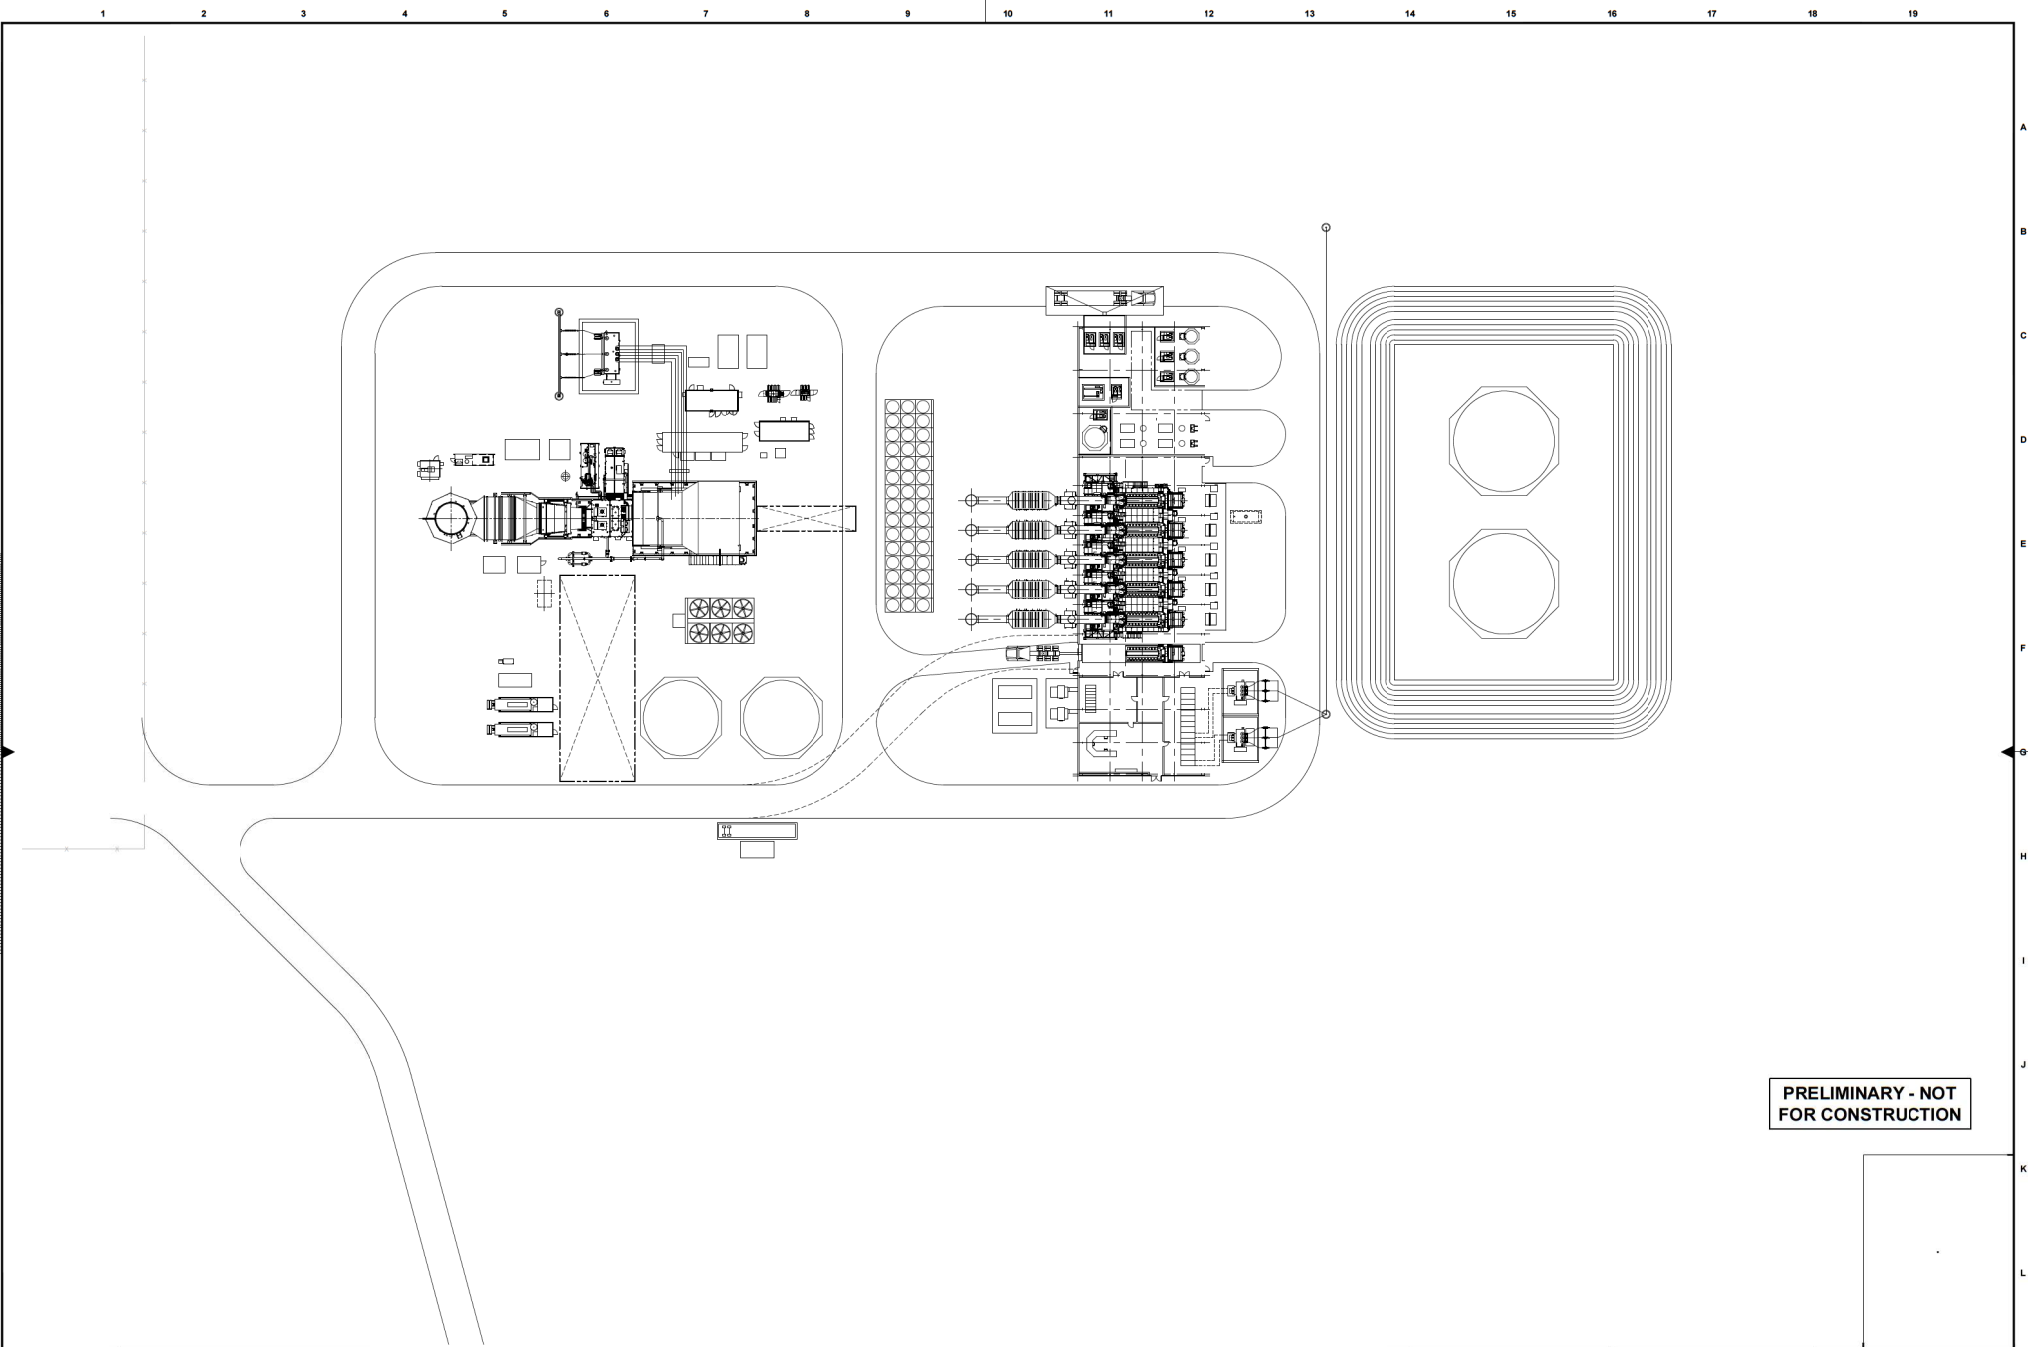 1 2 3 4 5 6 7 8 9 10 11 12 13 14 15 16 17 18 19
A
B
C
D
E
F
G
H
I
J
PRELIMINARY - NOT
FOR CONSTRUCTION
K
L